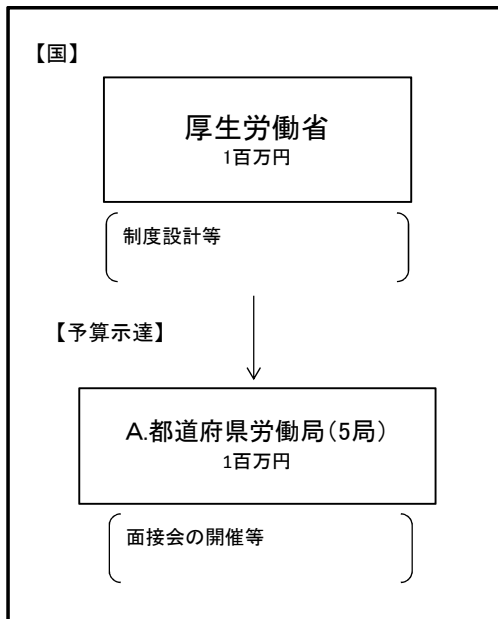 【国】
厚生労働省
1百万円
制度設計等
【予算示達】
A.都道府県労働局(5局)
1百万円
面接会の開催等